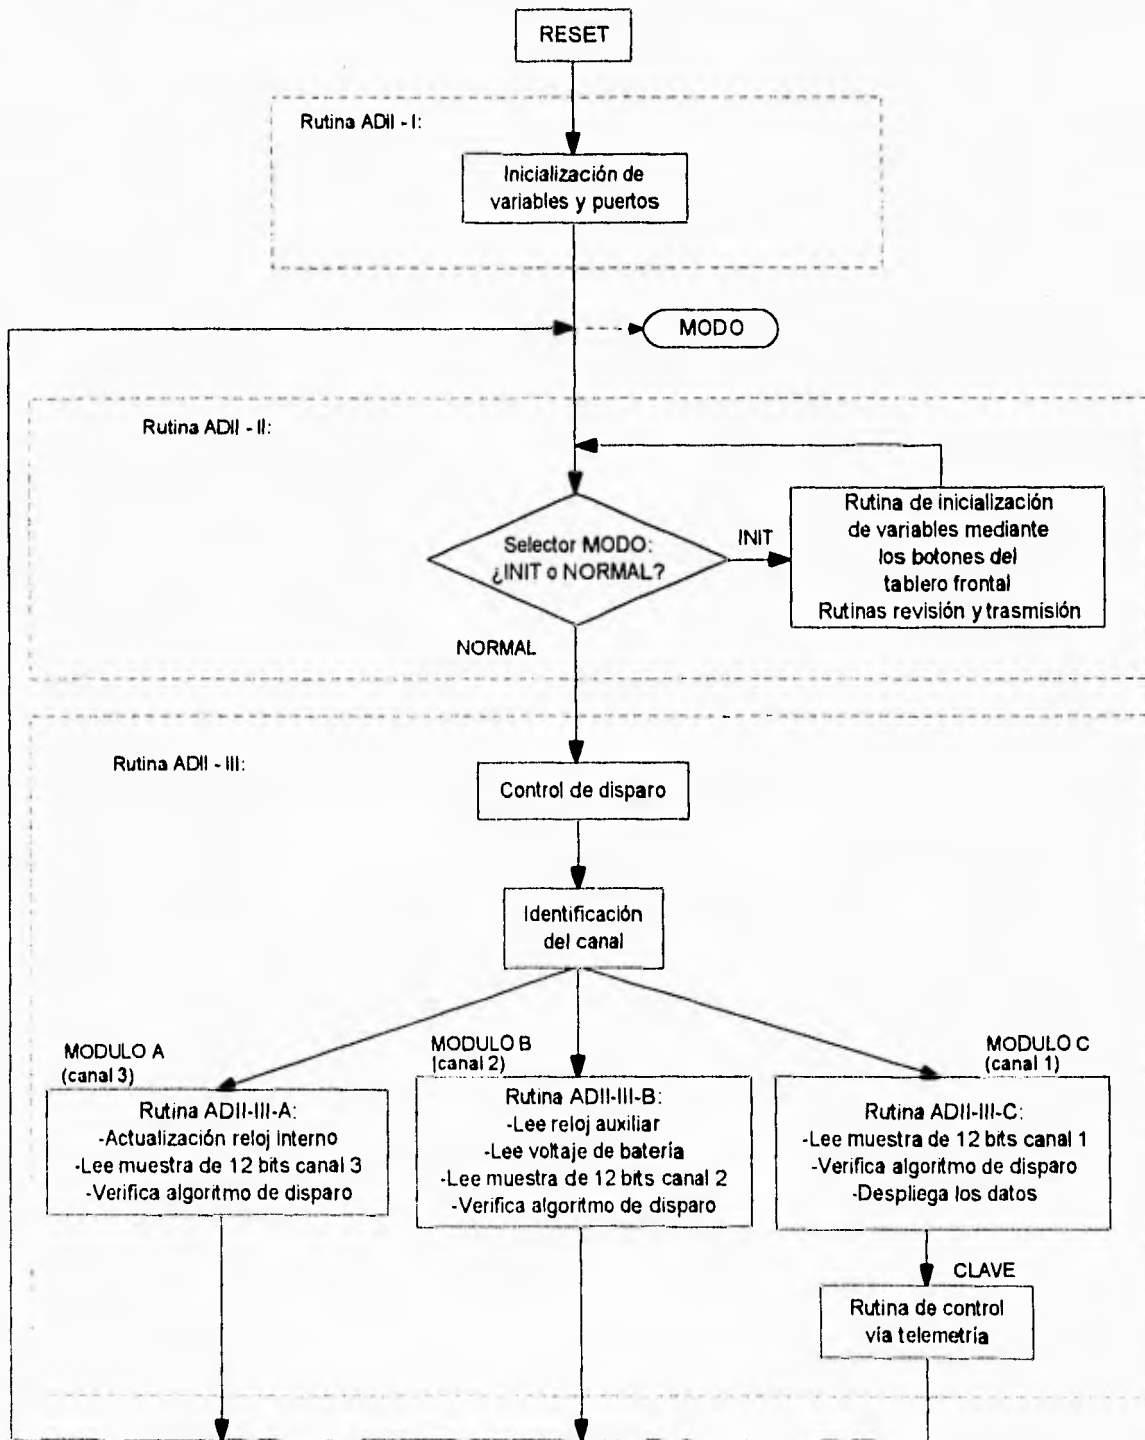 RESET
Rutina ADII - I:
Inicialización de
variables y puertos
MODO
Rutina ADII - II:
Selector MODO:
¿INIT o NORMAL?
INIT
Rutina de inicialización
de variables mediante
los botones del
tablero frontal
Rutinas revisión y trasmisión
NORMAL
Rutina ADII - III:
Control de disparo
Identificación
del canal
MODULO A
(canal 3)
Rutina ADII-III-A:
-Actualización reloj interno
-Lee muestra de 12 bits canal 3
-Verifica algoritmo de disparo
MODULO B
(canal 2)
Rutina ADII-III-B:
-Lee reloj auxiliar
-Lee voltaje de batería
-Lee muestra de 12 bits canal 2
-Verifica algoritmo de disparo
MODULO C
(canal 1)
Rutina ADII-III-C:
-Lee muestra de 12 bits canal 1
-Verifica algoritmo de disparo
-Despliega los datos
CLAVE
Rutina de control
vía telemetría